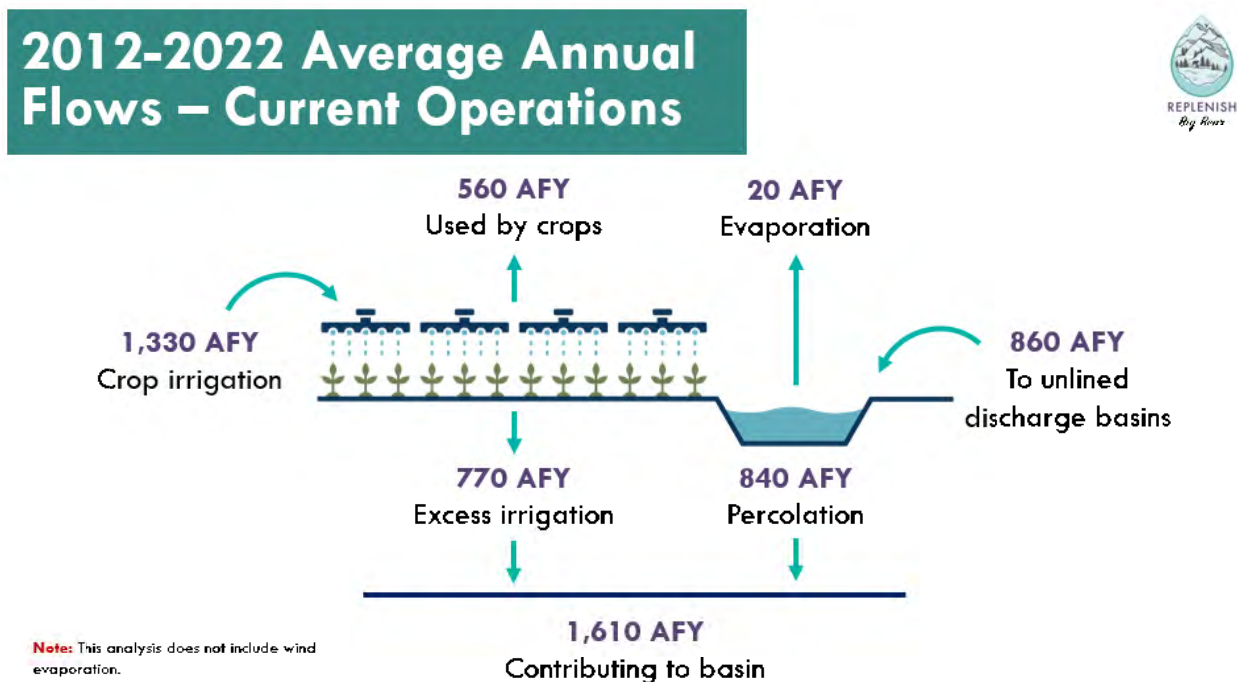 2012-2022 Average Annual
Flows – Current Operations
REPLENISH
Big Bear
560 AFY
Used by crops
20 AFY
Evaporation
1,330 AFY
Crop irrigation
860 AFY
To unlined
discharge basins
770 AFY
Excess irrigation
840 AFY
Percolation
1,610 AFY
Contributing to basin
Note: This analysis does not include wind
evaporation.